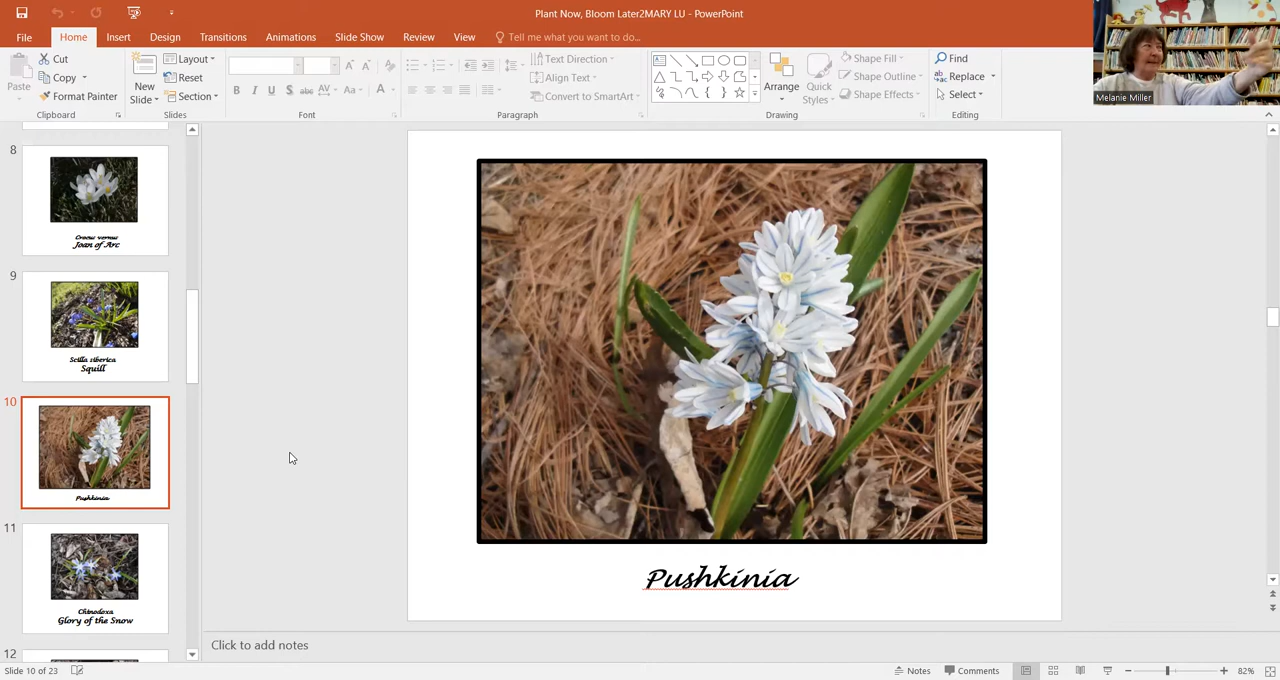 Plant Now, Bloom Later2MARY LU - PowerPoint
File Home Insert Design Transitions Animations Slide Show Review View Tell me what you want to do...
Paste
Cut
Copy
Format Painter
Clipboard
New
Slide
Layout
Reset
Section
Slides
B I U S abc AV Aa A
Font
Paragraph
Text Direction
Align Text
Convert to SmartArt
Arrange
Quick
Styles
Shape Fill
Shape Outline
Shape Effects
Drawing
Find
Replace
Select
Editing
Melanie Miller
8
Crocus vernus
Joan of Arc
9
Scilla siberica
Squill
10
Pushkinia
11
Chinodoxa
Glory of the Snow
12
Pushkinia
Click to add notes
Slide 10 of 23
Notes Comments 82%